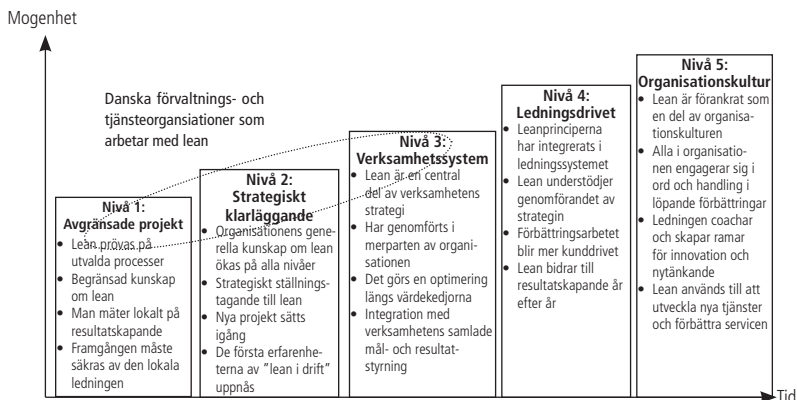 Mogenhet
Danska förvaltnings- och
tjänsteorgansiationer som
arbetar med lean
Nivå 1:
Avgränsade projekt
• Lean prövas på
utvalda processer
• Begränsad kunskap
om lean
• Man mäter lokalt på
resultatskapande
• Framgången måste
säkras av den lokala
ledningen
Nivå 2:
Strategiskt
klarläggande
• Organisationens gene-
rella kunskap om lean
ökas på alla nivåer
• Strategiskt ställnings-
tagande till lean
• Nya projekt sätts
igång
• De första erfarenhe-
terna av ”lean i drift”
uppnås
Nivå 3:
Verksamhetssystem
• Lean är en central
del av verksamhetens
strategi
• Har genomförts i
merparten av organi-
sationen
• Det görs en optimering
längs värdekedjorna
• Integration med
verksamhetens samlade
mål- och resultat-
styrning
Nivå 4:
Ledningsdrivet
• Leanprinciperna
har integrerats i
ledningssystemet
• Lean understödjer
genomförandet av
strategin
• Förbättringsarbetet
blir mer kunddrivet
• Lean bidrar till
resultatskapande år
efter år
Nivå 5:
Organisationskultur
• Lean är förankrat som
en del av organisa-
tionskulturen
• Alla i organisatio-
nen engagerar sig i
ord och handling i
löpande förbättringar
• Ledningen coachar
och skapar ramar
för innovation och
nytänkande
• Lean används till att
utveckla nya tjänster
och förbättra servicen
Tid